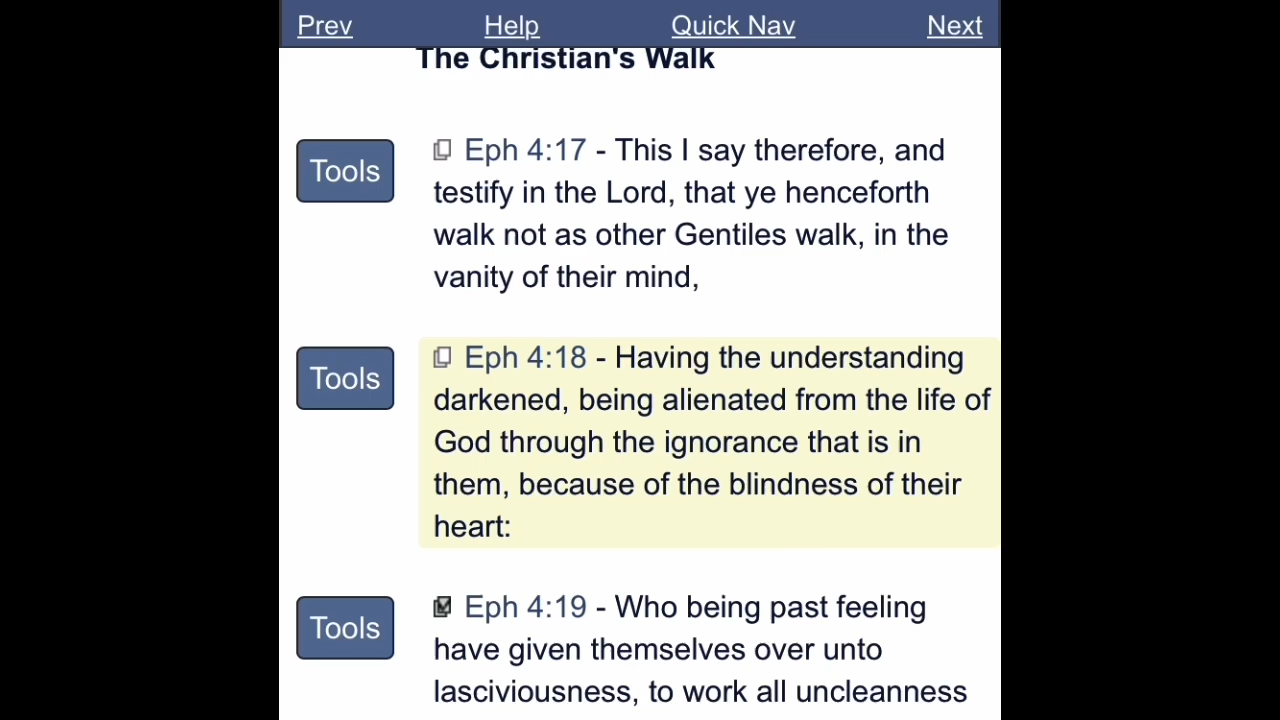 Prev Help Quick Nav Next
The Christian's Walk
Tools
Eph 4:17 - This I say therefore, and
testify in the Lord, that ye henceforth
walk not as other Gentiles walk, in the
vanity of their mind,
Tools
Eph 4:18 - Having the understanding
darkened, being alienated from the life of
God through the ignorance that is in
them, because of the blindness of their
heart:
Tools
Eph 4:19 - Who being past feeling
have given themselves over unto
lasciviousness, to work all uncleanness